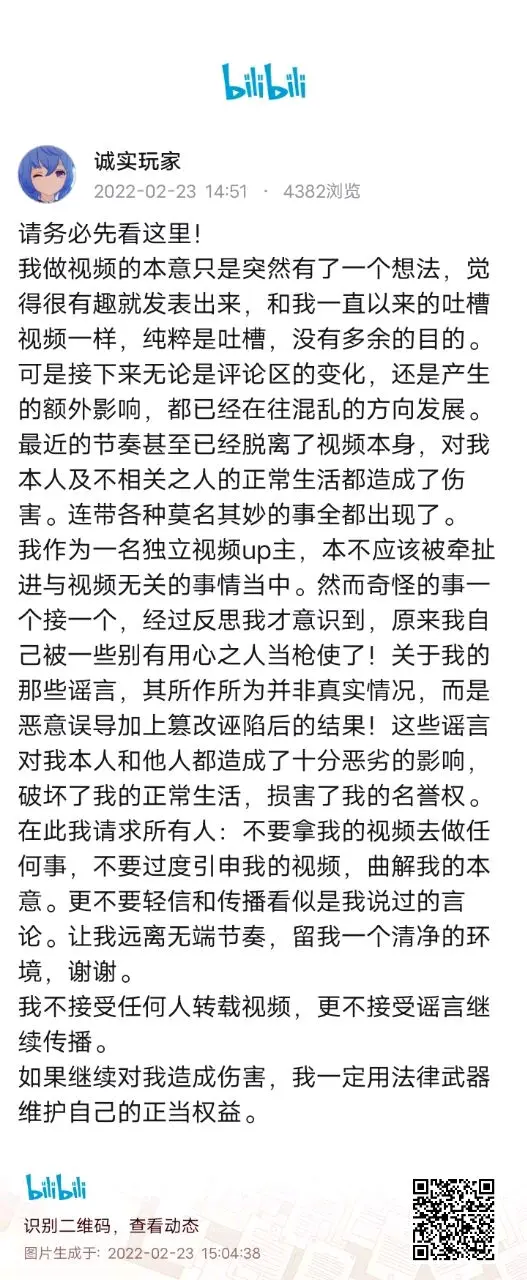 bilibili
诚实玩家
2022-02-23 14:51 · 4382浏览
请务必先看这里！
我做视频的本意只是突然有了一个想法，觉
得很有趣就发表出来，和我一直以来的吐槽
视频一样，纯粹是吐槽，没有多余的目的。
可是接下来无论是评论区的变化，还是产生
的额外影响，都已经在往混乱的方向发展。
最近的节奏甚至已经脱离了视频本身，对我
本人及不相关之人的正常生活都造成了伤
害。连带各种莫名其妙的事全都出现了。
我作为一名独立视频up主，本不应该被牵扯
进与视频无关的事情当中。然而奇怪的事一
个接一个，经过反思我才意识到，原来我自
己被一些别有用心之人当枪使了！关于我的
那些谣言，其所作所为并非真实情况，而是
恶意误导加上篡改诬陷后的结果！这些谣言
对我本人和他人都造成了十分恶劣的影响，
破坏了我的正常生活，损害了我的名誉权。
在此我请求所有人：不要拿我的视频去做任
何事，不要过度引申我的视频，曲解我的本
意。更不要轻信和传播看似是我说过的言
论。让我远离无端节奏，留我一个清净的环
境，谢谢。
我不接受任何人转载视频，更不接受谣言继
续传播。
如果继续对我造成伤害，我一定用法律武器
维护自己的正当权益。
bilibili
识别二维码，查看动态
图片生成于：2022-02-23 15:04:38